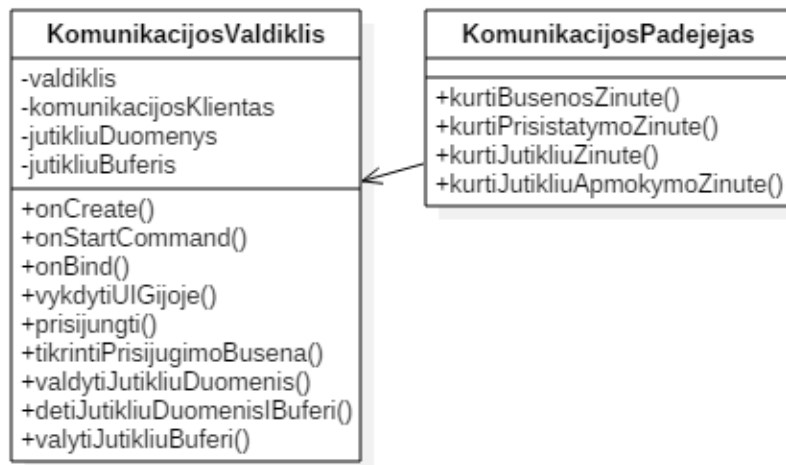 KomunikacijosValdiklis
-valdiklis
-komunikacijosKlientas
-jutikliuDuomenys
-jutikliuBuferis
+onCreate()
+onStartCommand()
+onBind()
+vykdytiUIGijoje()
+prisijungti()
+tikrintiPrisijugimoBusena()
+valdytiJutikliuDuomenis()
+detiJutikliuDuomenisIBuferi()
+valytiJutikliuBuferi()
KomunikacijosPadejejas
+kurtiBusenosZinute()
+kurtiPrisistatymoZinute()
+kurtiJutikliuZinute()
+kurtiJutikliuApmokymoZinute()